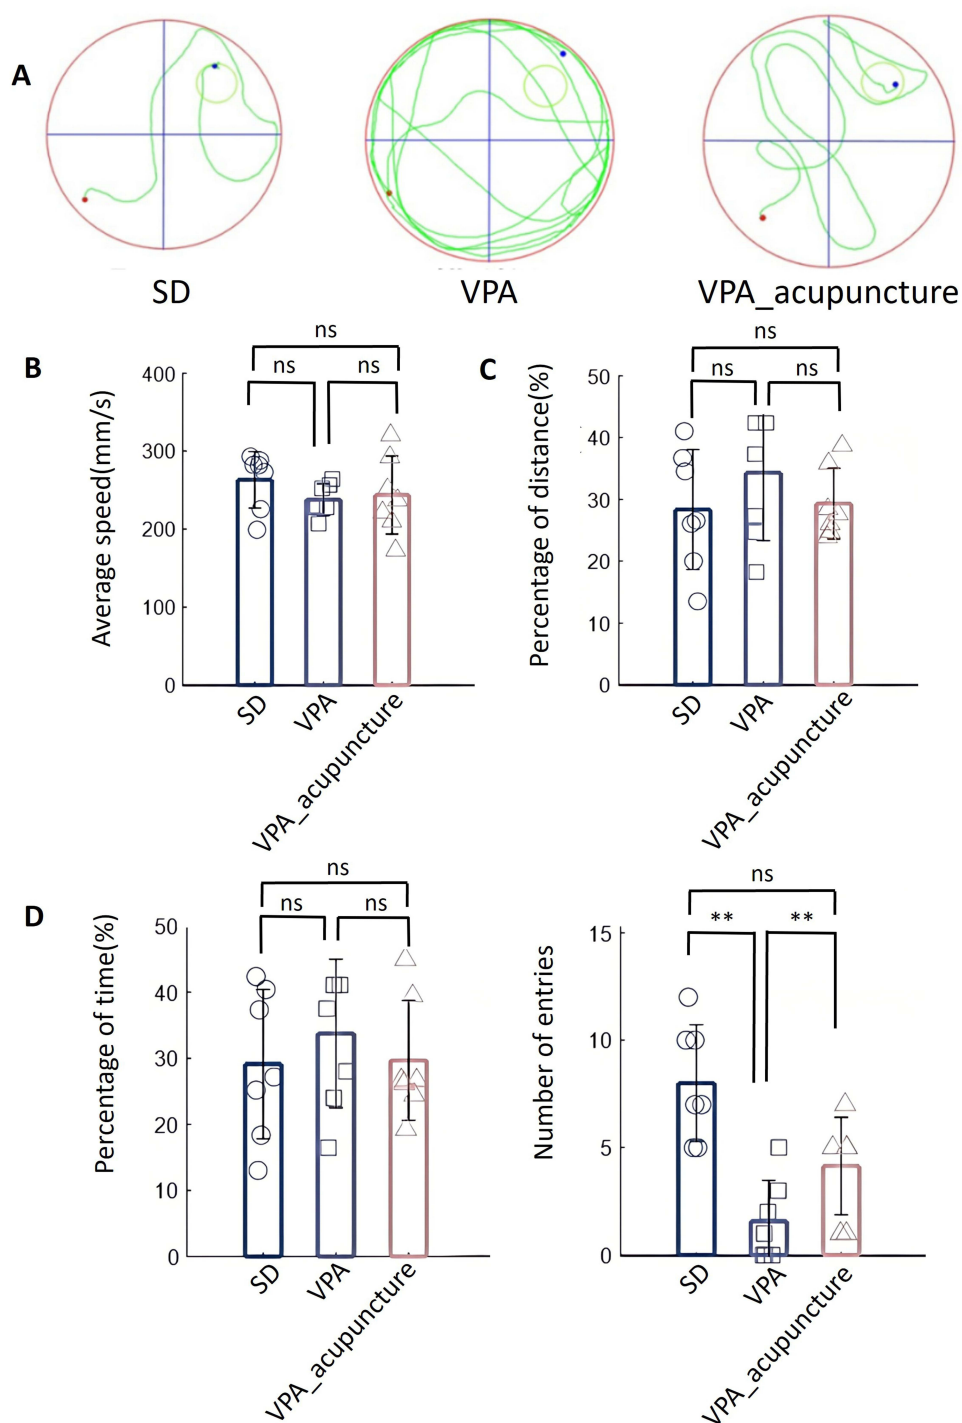 A
SD VPA VPA_acupuncture
B
ns
ns ns
Average speed(mm/s)
400
300
200
100
0
SD
VPA
VPA_acupuncture
C
ns
ns ns
Percentage of distance(%)
50
40
30
20
10
0
SD
VPA
VPA_acupuncture
D
ns
ns ns
Percentage of time(%)
50
40
30
20
10
0
SD
VPA
VPA_acupuncture
ns
** **
Number of entries
15
10
5
0
SD
VPA
VPA_acupuncture